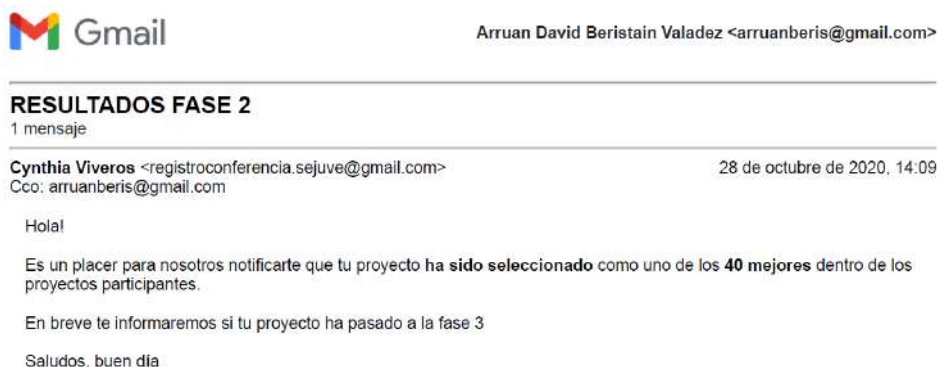 Gmail
Arruan David Beristain Valadez <arruanberis@gmail.com>
RESULTADOS FASE 2
1 mensaje
Cynthia Viveros <registroconferencia.sejuve@gmail.com>
28 de octubre de 2020, 14:09
Cco: arruanberis@gmail.com
Hola!
Es un placer para nosotros notificarte que tu proyecto ha sido seleccionado como uno de los 40 mejores dentro de los
proyectos participantes.
En breve te informaremos si tu proyecto ha pasado a la fase 3
Saludos, buen día